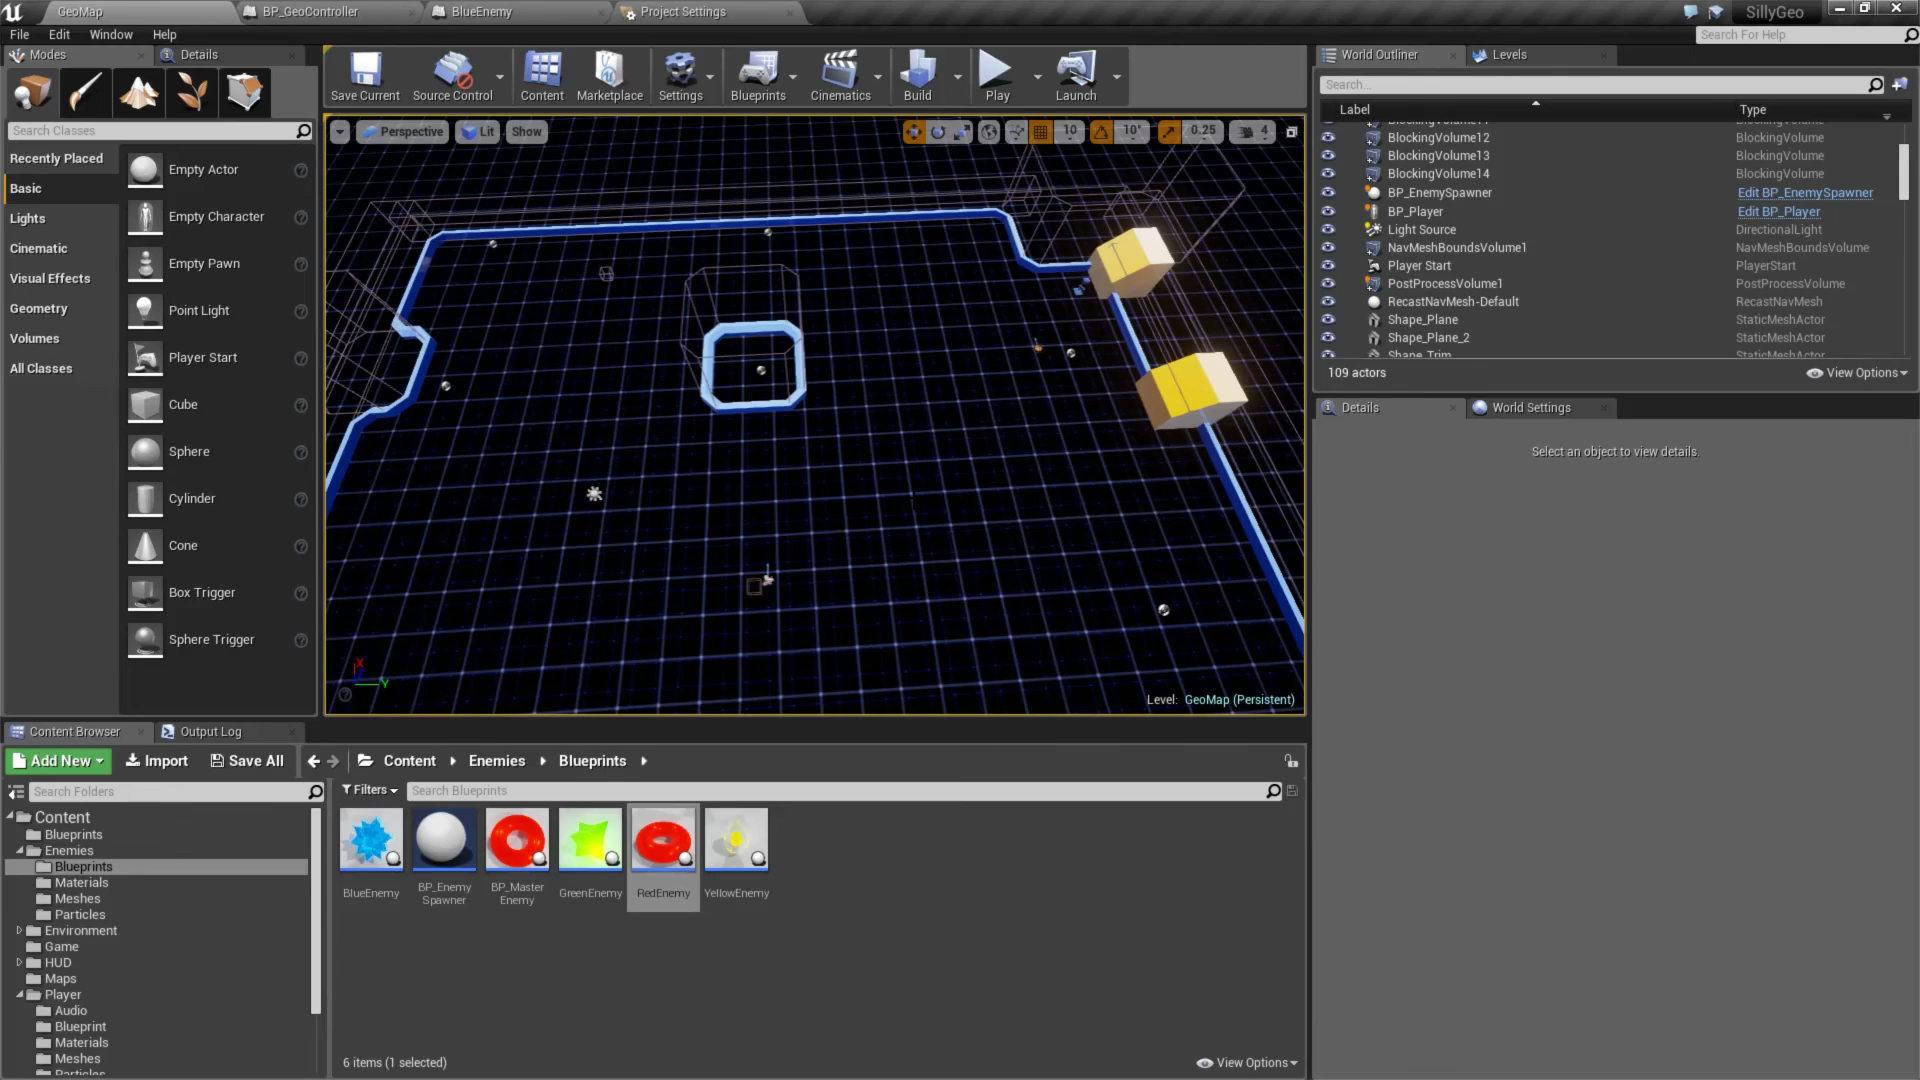 GeoMap
BP_GeoController
BlueEnemy
Project Settings
SillyGeo
File
Edit
Window
Help
Search For Help
Modes
Details
Search Classes
Recently Placed
Basic
Lights
Cinematic
Visual Effects
Geometry
Volumes
All Classes
Empty Actor
Empty Character
Empty Pawn
Point Light
Player Start
Cube
Sphere
Cylinder
Cone
Box Trigger
Sphere Trigger
Save Current
Source Control
Content
Marketplace
Settings
Blueprints
Cinematics
Build
Play
Launch
Perspective
Lit
Show
10
10°
0.25
4
X
Y
Level: GeoMap (Persistent)
World Outliner
Levels
Search...
Label Type
BlockingVolume11 BlockingVolume
BlockingVolume12 BlockingVolume
BlockingVolume13 BlockingVolume
BlockingVolume14 BlockingVolume
BP_EnemySpawner Edit BP_EnemySpawner
BP_Player Edit BP_Player
Light Source DirectionalLight
NavMeshBoundsVolume1 NavMeshBoundsVolume
Player Start PlayerStart
PostProcessVolume1 PostProcessVolume
RecastNavMesh-Default RecastNavMesh
Shape_Plane StaticMeshActor
Shape_Plane_2 StaticMeshActor
Shape_Trim StaticMeshActor
109 actors
View Options
Details
World Settings
Select an object to view details.
Content Browser
Output Log
Add New
Import
Save All
Content
Enemies
Blueprints
Search Folders
Filters
Search Blueprints
Content
Blueprints
Enemies
Blueprints
Materials
Meshes
Particles
Environment
Game
HUD
Maps
Player
Audio
Blueprint
Materials
Meshes
Particles
BlueEnemy
BP_Enemy
Spawner
BP_Master
Enemy
GreenEnemy
RedEnemy
YellowEnemy
6 items (1 selected)
View Options